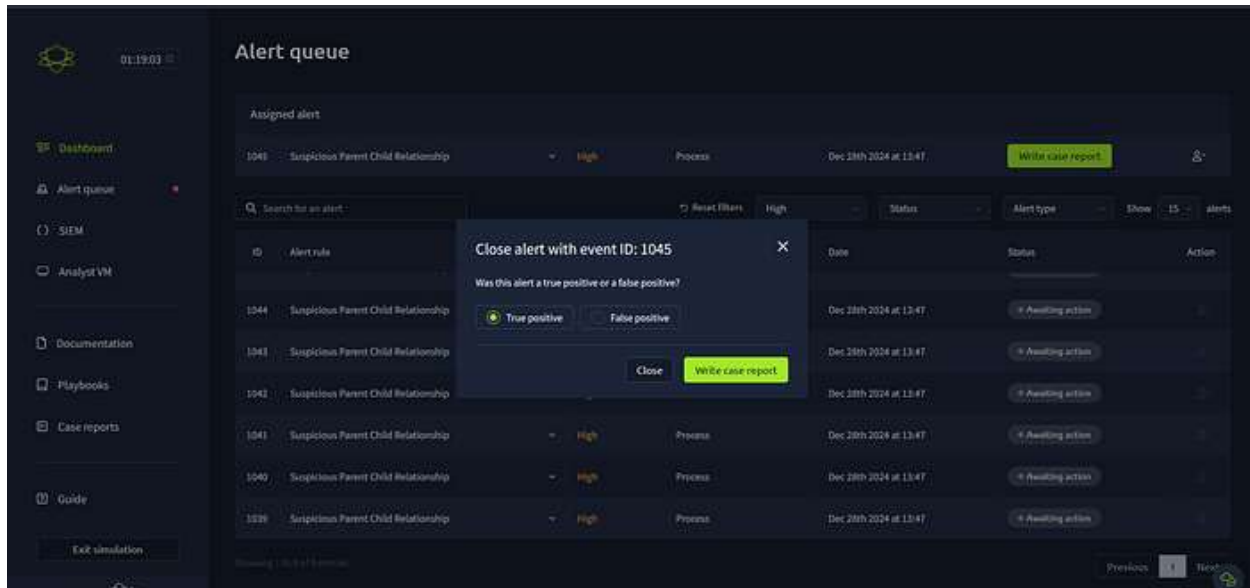 01:19:03
Alert queue
Assigned alert
1045 Suspicious Parent Child Relationship High Process Dec 28th 2024 at 13:47 Write case report
Dashboard
Alert queue
SIEM
Analyst VM
Documentation
Playbooks
Case reports
Guide
Exit simulation
Search for an alert Reset filters High Status Alert type Show 15 alerts
ID Alert rule Date Status Action
Close alert with event ID: 1045
Was this alert a true positive or a false positive?
True positive False positive
Close Write case report
1044 Suspicious Parent Child Relationship Dec 28th 2024 at 13:47 Awaiting action
1043 Suspicious Parent Child Relationship Dec 28th 2024 at 13:47 Awaiting action
1042 Suspicious Parent Child Relationship Dec 28th 2024 at 13:47 Awaiting action
1041 Suspicious Parent Child Relationship High Process Dec 28th 2024 at 13:47 Awaiting action
1040 Suspicious Parent Child Relationship High Process Dec 28th 2024 at 13:47 Awaiting action
1039 Suspicious Parent Child Relationship High Process Dec 28th 2024 at 13:47 Awaiting action
Previous 1 Next